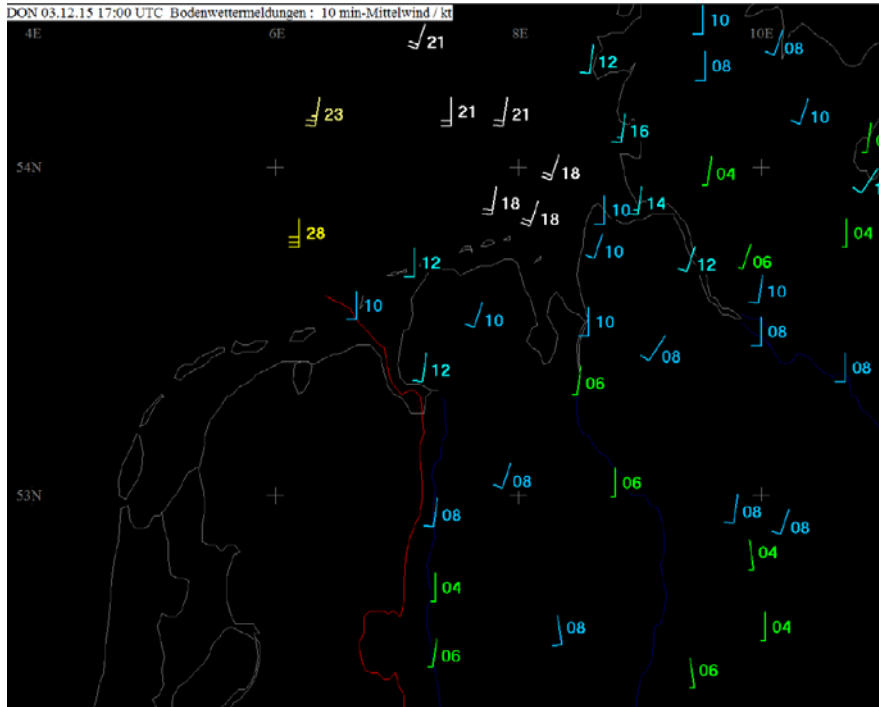 DON 03.12.15 17:00 UTC Bodenwettermeldungen : 10 min-Mittelwind / kt
4E 6E 8E 10E
21 10 08
12 08
23 21 21 10
16
54N 04
18
18 18 10 14
28 04
12 10 12 06
10 10
10 10 08
08 08
12
06
53N 08 06
08 08 08
04
04
08 04
06 06